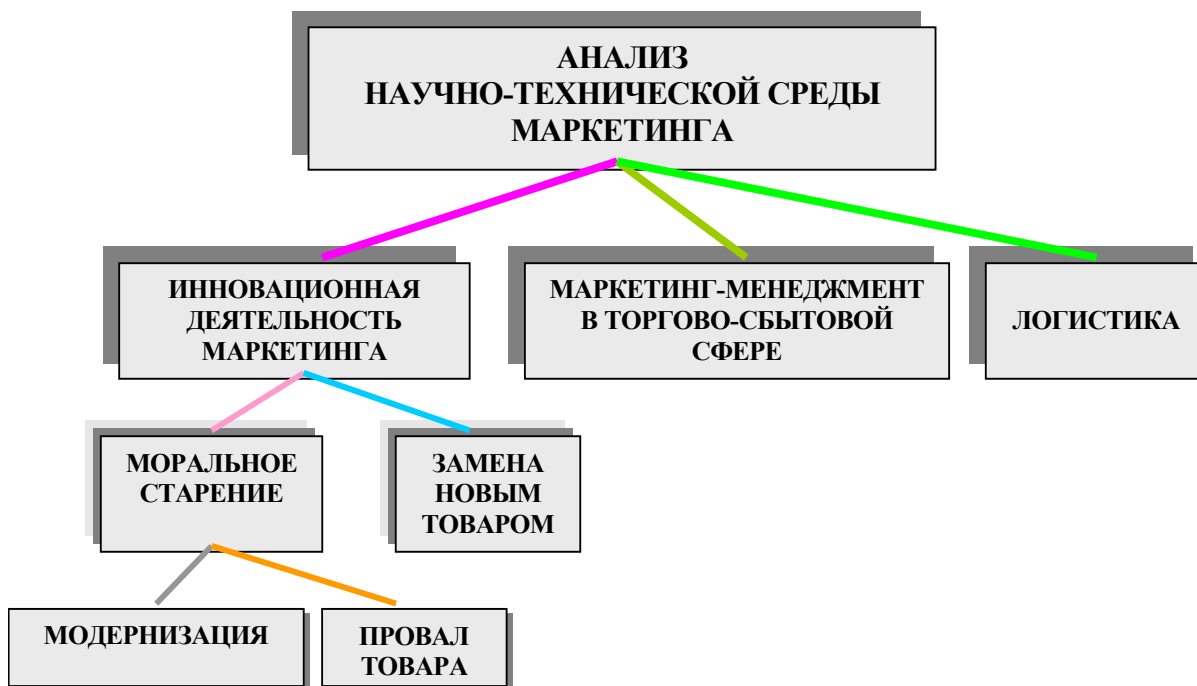 АНАЛИЗ
НАУЧНО-ТЕХНИЧЕСКОЙ СРЕДЫ
МАРКЕТИНГА
ИННОВАЦИОННАЯ
ДЕЯТЕЛЬНОСТЬ
МАРКЕТИНГА
МАРКЕТИНГ-МЕНЕДЖМЕНТ
В ТОРГОВО-СБЫТОВОЙ
СФЕРЕ
ЛОГИСТИКА
МОРАЛЬНОЕ
СТАРЕНИЕ
ЗАМЕНА
НОВЫМ
ТОВАРОМ
МОДЕРНИЗАЦИЯ
ПРОВАЛ
ТОВАРА